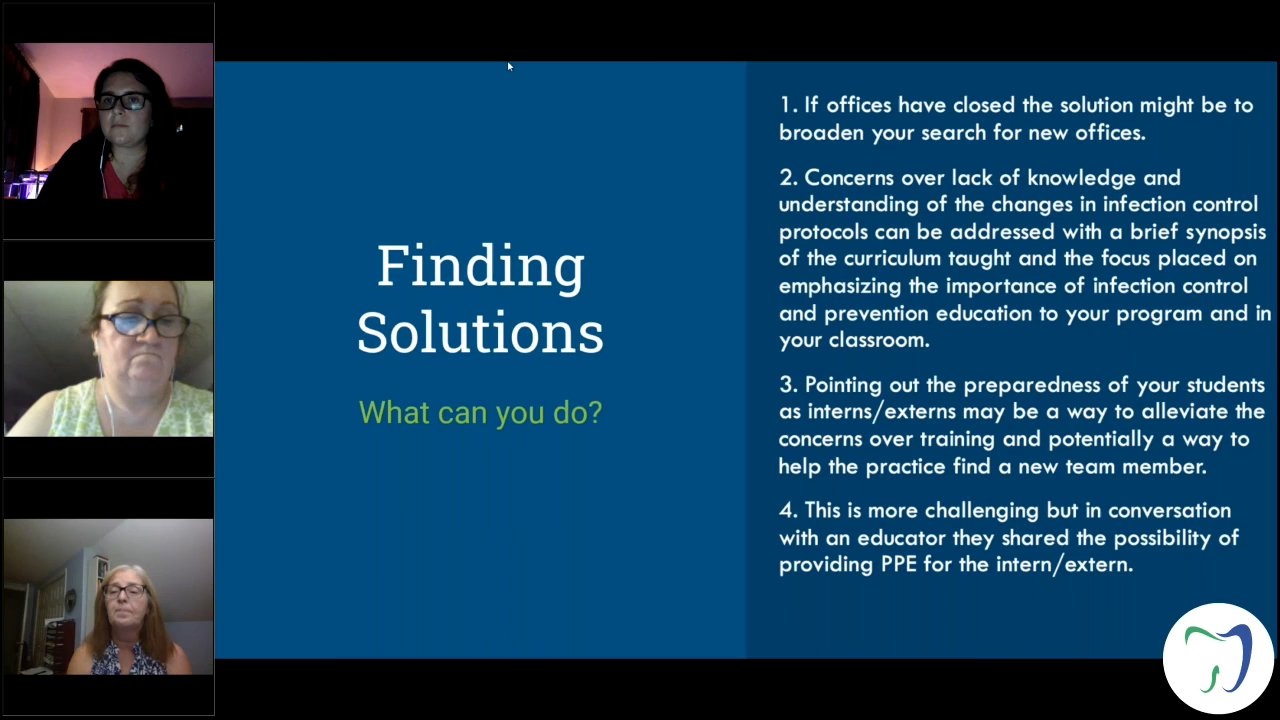 Finding
Solutions
What can you do?
1. If offices have closed the solution might be to
broaden your search for new offices.
2. Concerns over lack of knowledge and
understanding of the changes in infection control
protocols can be addressed with a brief synopsis
of the curriculum taught and the focus placed on
emphasizing the importance of infection control
and prevention education to your program and in
your classroom.
3. Pointing out the preparedness of your students
as interns/externs may be a way to alleviate the
concerns over training and potentially a way to
help the practice find a new team member.
4. This is more challenging but in conversation
with an educator they shared the possibility of
providing PPE for the intern/extern.